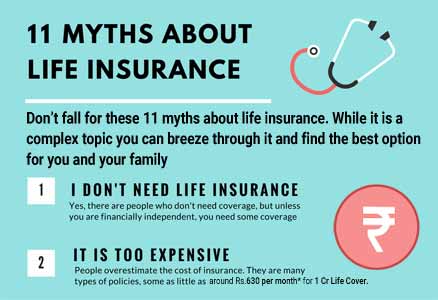 11 MYTHS ABOUT
LIFE INSURANCE
Don't fall for these 11 myths about life insurance. While it is a
complex topic you can breeze through it and find the best option
for you and your family
1 I DON'T NEED LIFE INSURANCE
Yes, there are people who don't need coverage, but unless
you are financially independent, you need some coverage
2 IT IS TOO EXPENSIVE
People overestimate the cost of insurance. They are many
types of policies, some as little as around Rs.630 per month* for 1 Cr Life Cover.
₹